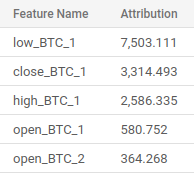 Feature Name Attribution
low_BTC_1 7,503.111
close_BTC_1 3,314.493
high_BTC_1 2,586.335
open_BTC_1 580.752
open_BTC_2 364.268